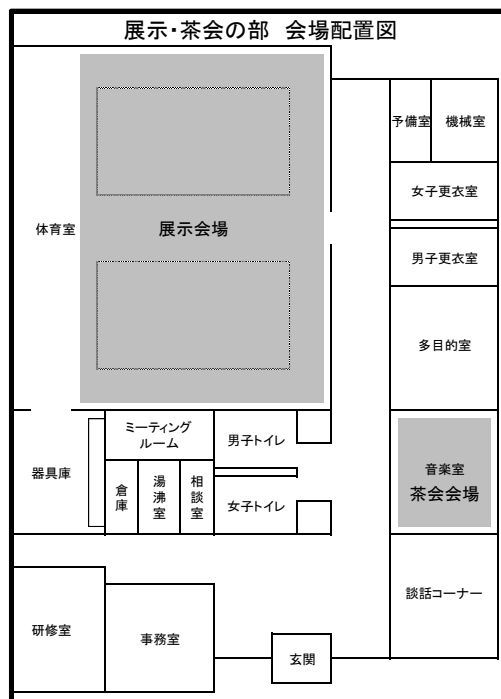 展示・茶会の部 会場配置図
予備室
機械室
女子更衣室
体育室
展示会場
男子更衣室
多目的室
ミーティング
ルーム
男子トイレ
器具庫
倉庫
湯沸室
相談室
女子トイレ
音楽室
茶会会場
談話コーナー
研修室
事務室
玄関